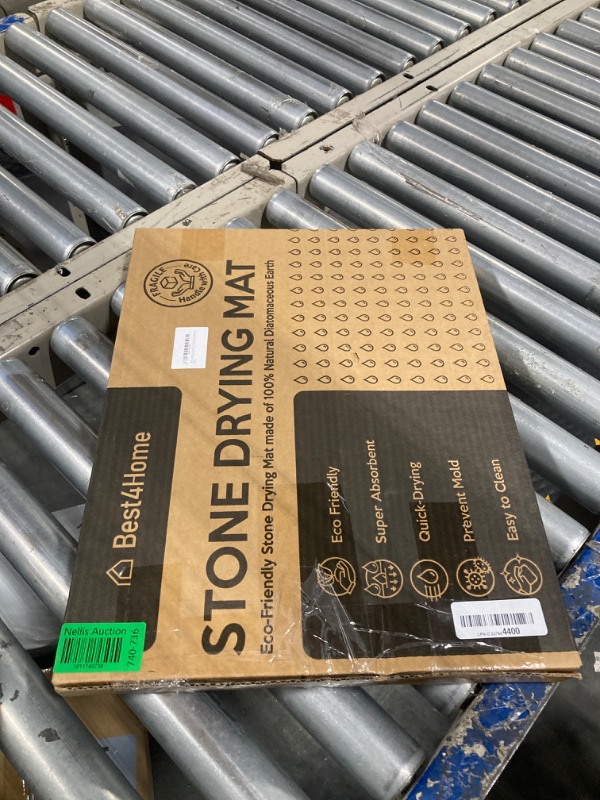 FRAGILE
Handle with Care
STONE DRYING MAT
Eco-Friendly Stone Drying Mat made of 100% Natural Diatomaceous Earth
Best4Home
Eco Friendly
Super Absorbent
Quick-Drying
Prevent Mold
Easy to Clean
Nellis Auction
740-736
4400